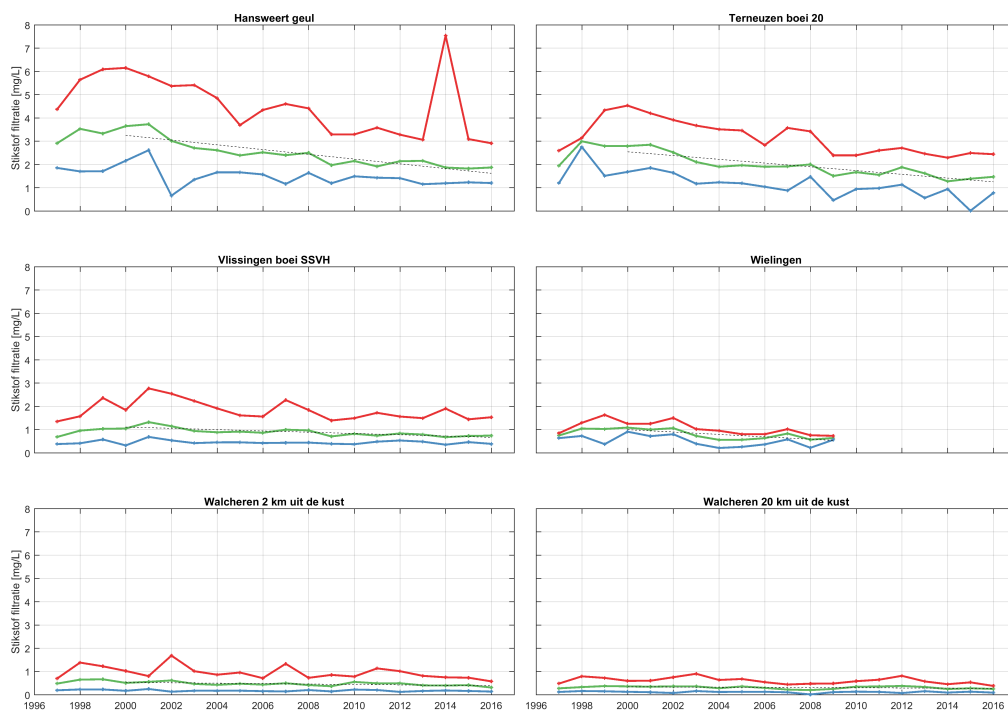 Hansweert geul
Terneuzen boei 20
8
7
6
5
4
3
2
1
0
Stikstof filtratie [mg/L]
Vlissingen boei SSVH
Wielingen
8
7
6
5
4
3
2
1
0
Stikstof filtratie [mg/L]
Walcheren 2 km uit de kust
Walcheren 20 km uit de kust
8
7
6
5
4
3
2
1
0
Stikstof filtratie [mg/L]
1996 1998 2000 2002 2004 2006 2008 2010 2012 2014 2016
1996 1998 2000 2002 2004 2006 2008 2010 2012 2014 2016